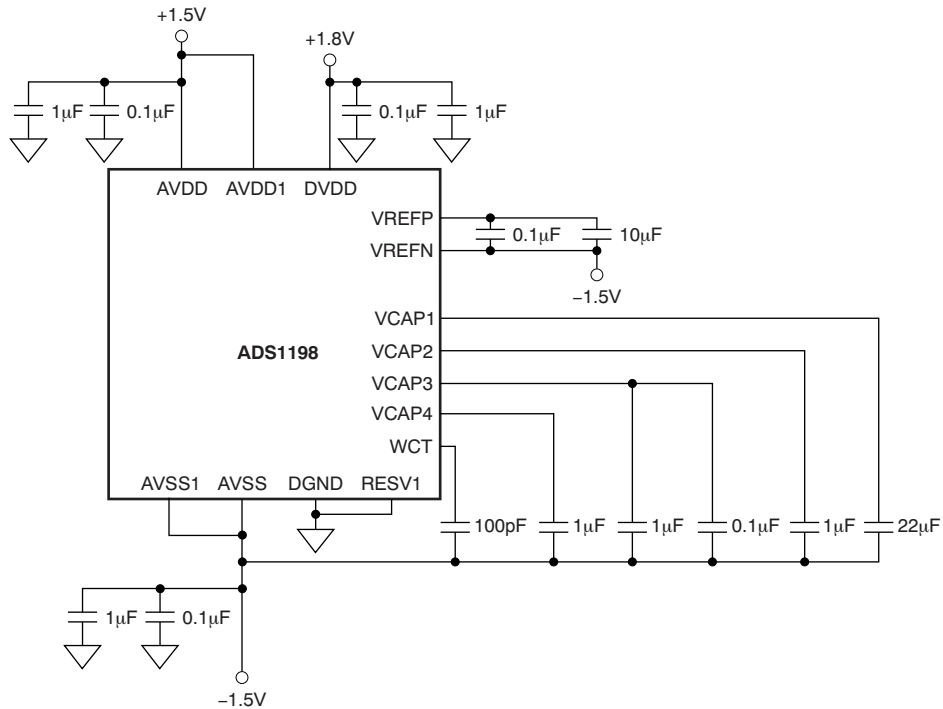 +1.5V
+1.8V
1μF
0.1μF
0.1μF
1μF
AVDD
AVDD1
DVDD
VREFP
0.1μF
10μF
VREFN
−1.5V
VCAP1
ADS1198
VCAP2
VCAP3
VCAP4
WCT
AVSS1
AVSS
DGND
RESV1
100pF
1μF
1μF
0.1μF
1μF
22μF
1μF
0.1μF
−1.5V